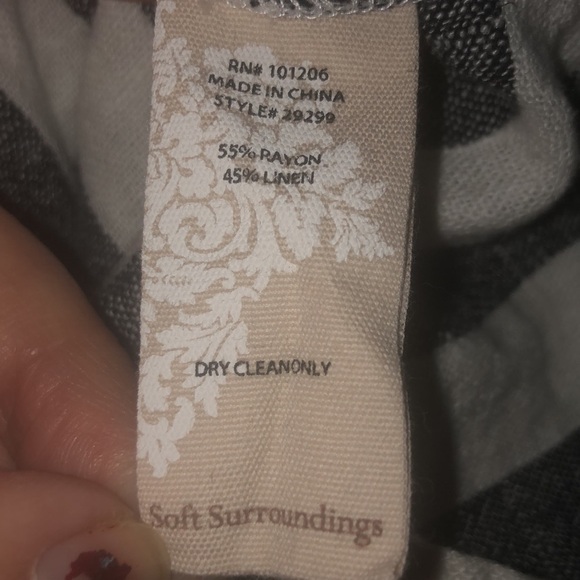 RN# 101206
MADE IN CHINA
STYLE# 29299
55% RAYON
45% LINEN
DRY CLEANONLY
Soft Surroundings